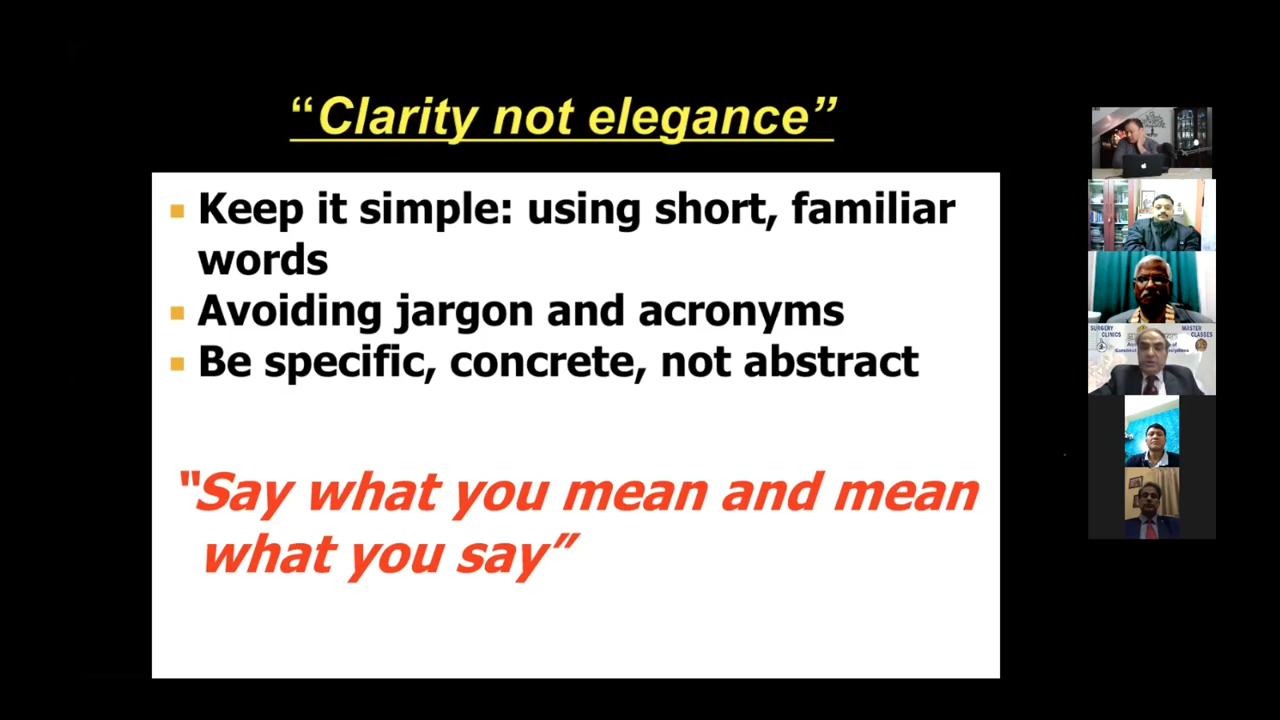 “Clarity not elegance”
Keep it simple: using short, familiar
words
Avoiding jargon and acronyms
Be specific, concrete, not abstract
“Say what you mean and mean
what you say”
SURGERY
CLINICS
MASTER
CLASSES